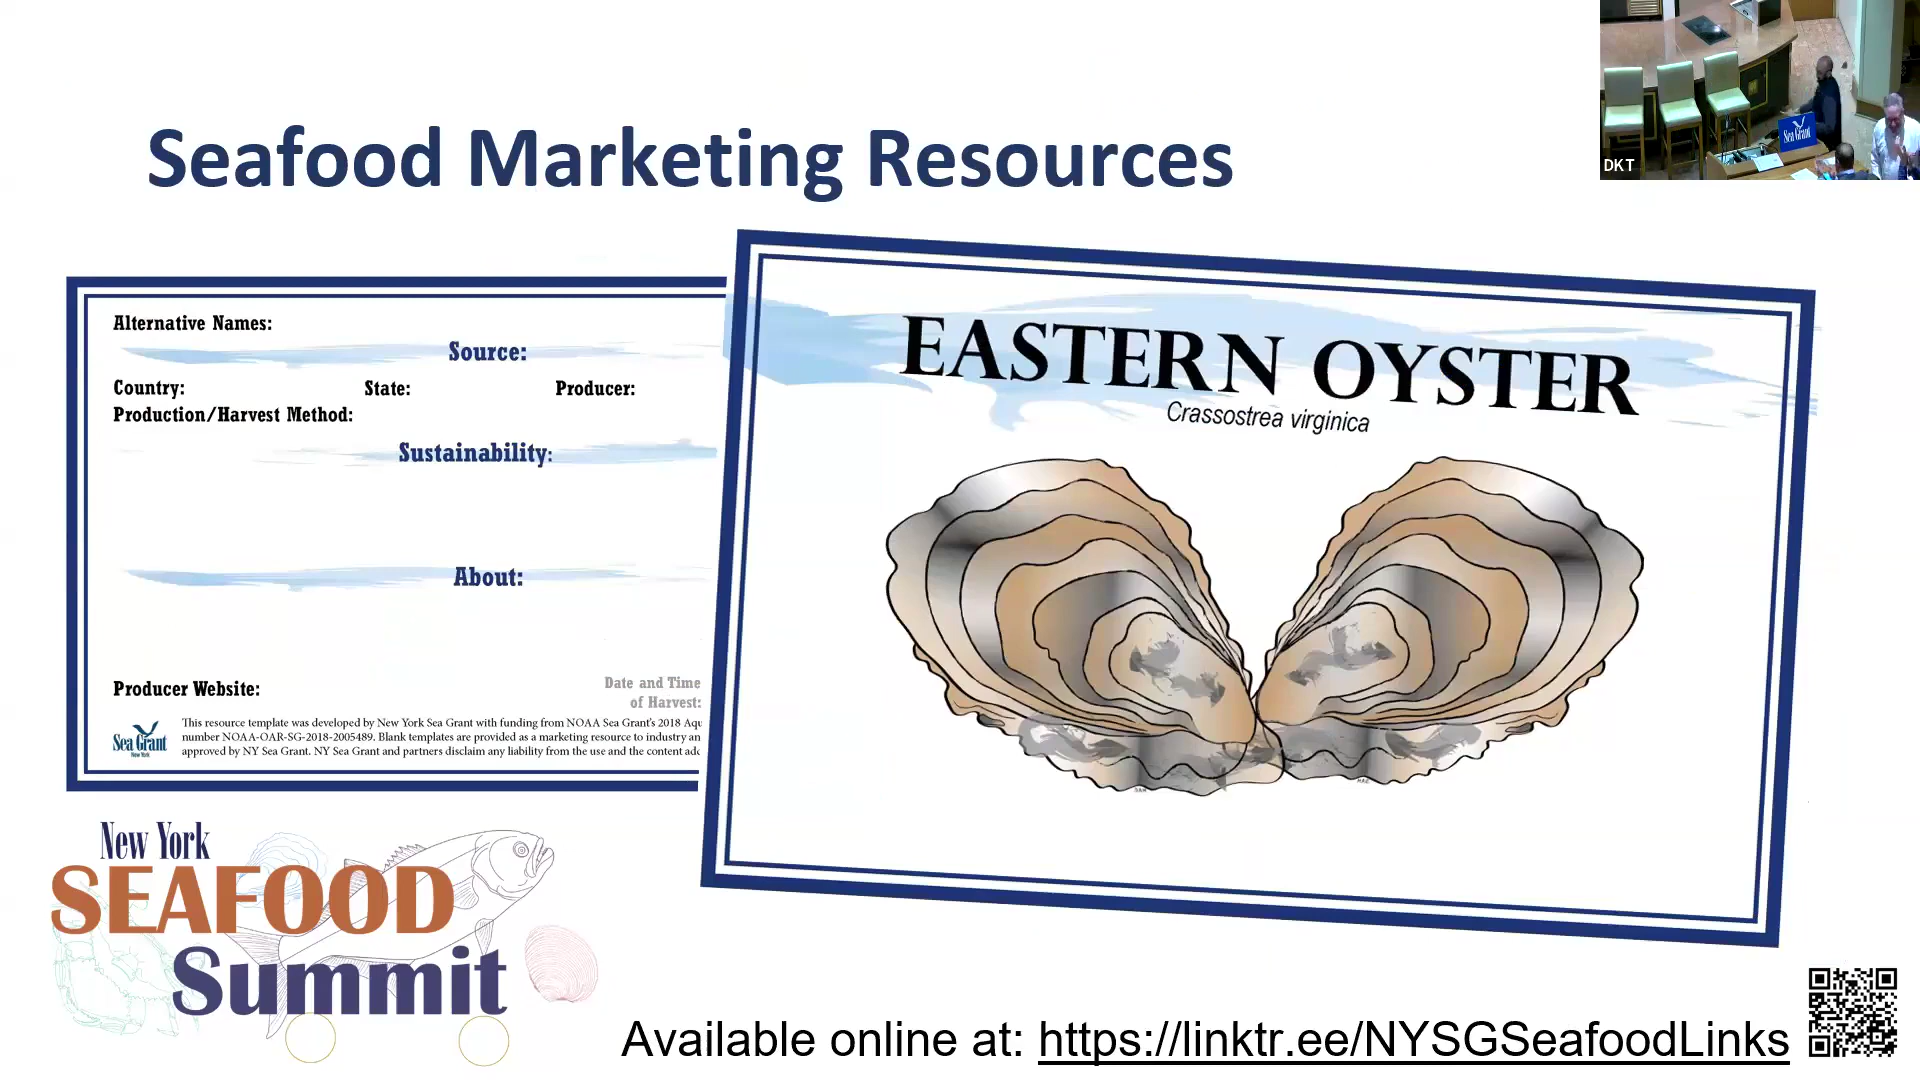 Seafood Marketing Resources
DKT
Sea Grant
Alternative Names:
Source:
Country: State: Producer:
Production/Harvest Method:
Sustainability:
About:
Producer Website:
Date and Time
of Harvest:
Sea Grant
New York
This resource template was developed by New York Sea Grant with funding from NOAA Sea Grant's 2018 Aqu
number NOAA-OAR-SG-2018-2005489. Blank templates are provided as a marketing resource to industry an
approved by NY Sea Grant. NY Sea Grant and partners disclaim any liability from the use and the content adc
EASTERN OYSTER
Crassostrea virginica
New York
SEAFOOD
Summit
Available online at: https://linktr.ee/NYSGSeafoodLinks